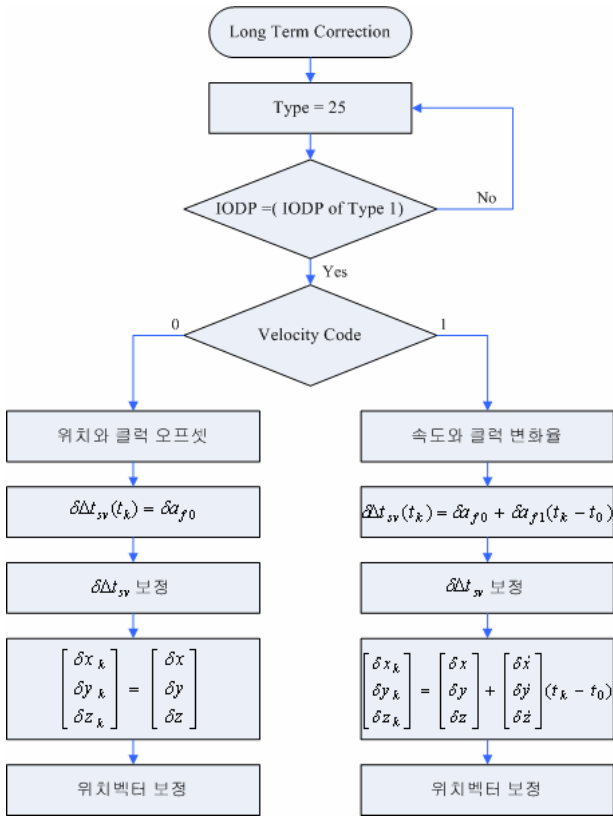 Long Term Correction
Type = 25
IODP =( IODP of Type 1)
No
Yes
Velocity Code
0
1
위치와 클럭 오프셋
속도와 클럭 변화율
δΔt_sv(t_k) = δa_f0
δΔt_sv(t_k) = δa_f0 + δa_f1(t_k − t_0)
δΔt_sv 보정
δΔt_sv 보정
[δx_k δy_k δz_k] = [δx δy δz]
[δx_k δy_k δz_k] = [δx δy δz] + [δẋ δẏ δż](t_k − t_0)
위치벡터 보정
위치벡터 보정